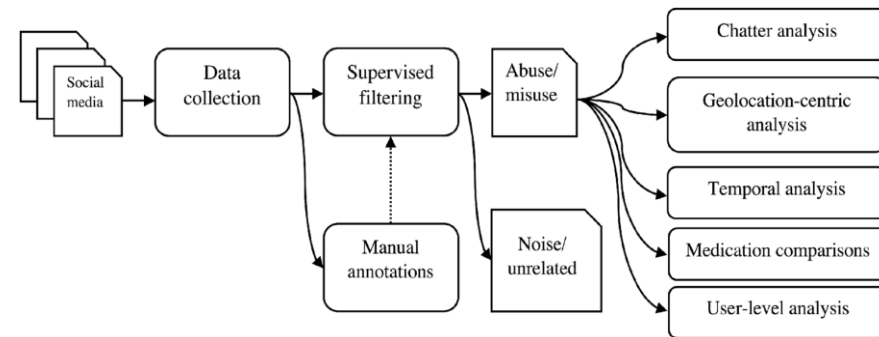 Social
media
Data
collection
Supervised
filtering
Manual
annotations
Abuse/
misuse
Noise/
unrelated
Chatter analysis
Geolocation-centric
analysis
Temporal analysis
Medication comparisons
User-level analysis